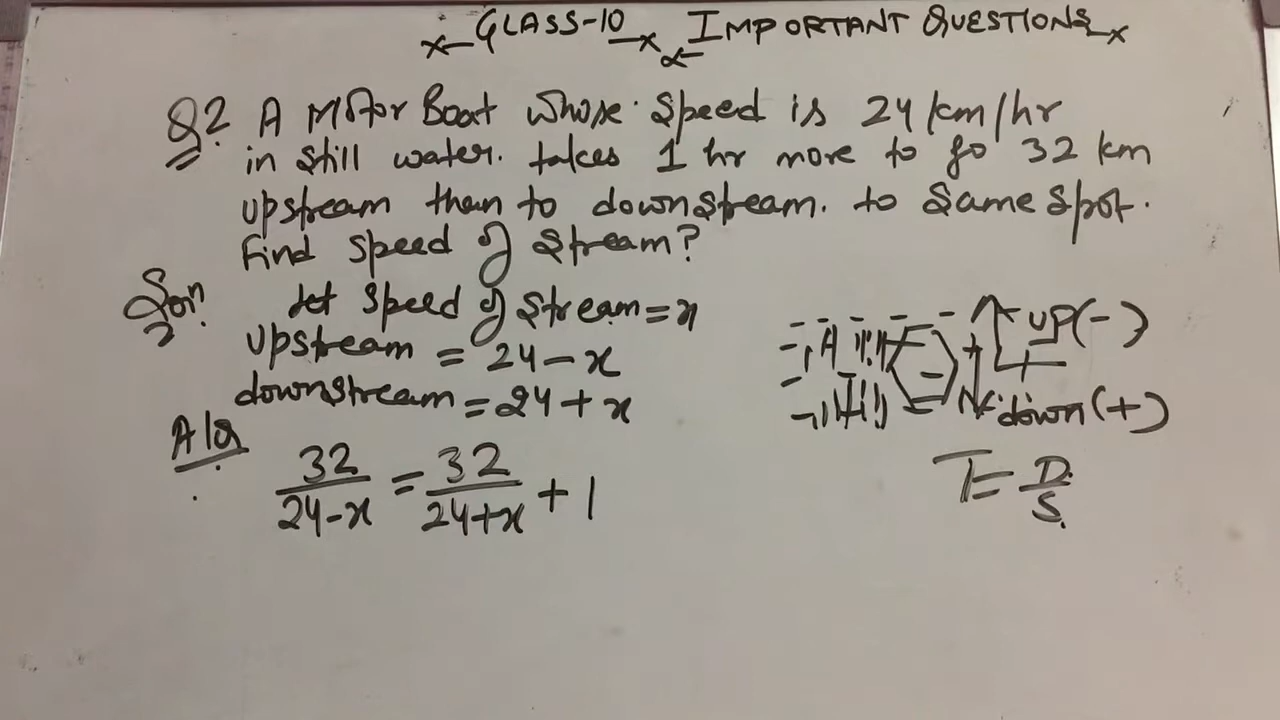 CLASS-10 IMPORTANT QUESTIONS
Q2. A Motor Boat whose speed is 24 km/hr
in still water. takes 1 hr more to go 32 km
upstream than to downstream. to same spot.
Find speed of stream?
Soln. Let speed of stream = x
upstream = 24 - x
downstream = 24 + x
A/Q
32/(24-x) = 32/(24+x) + 1
up(-)
down(+)
T = D/S